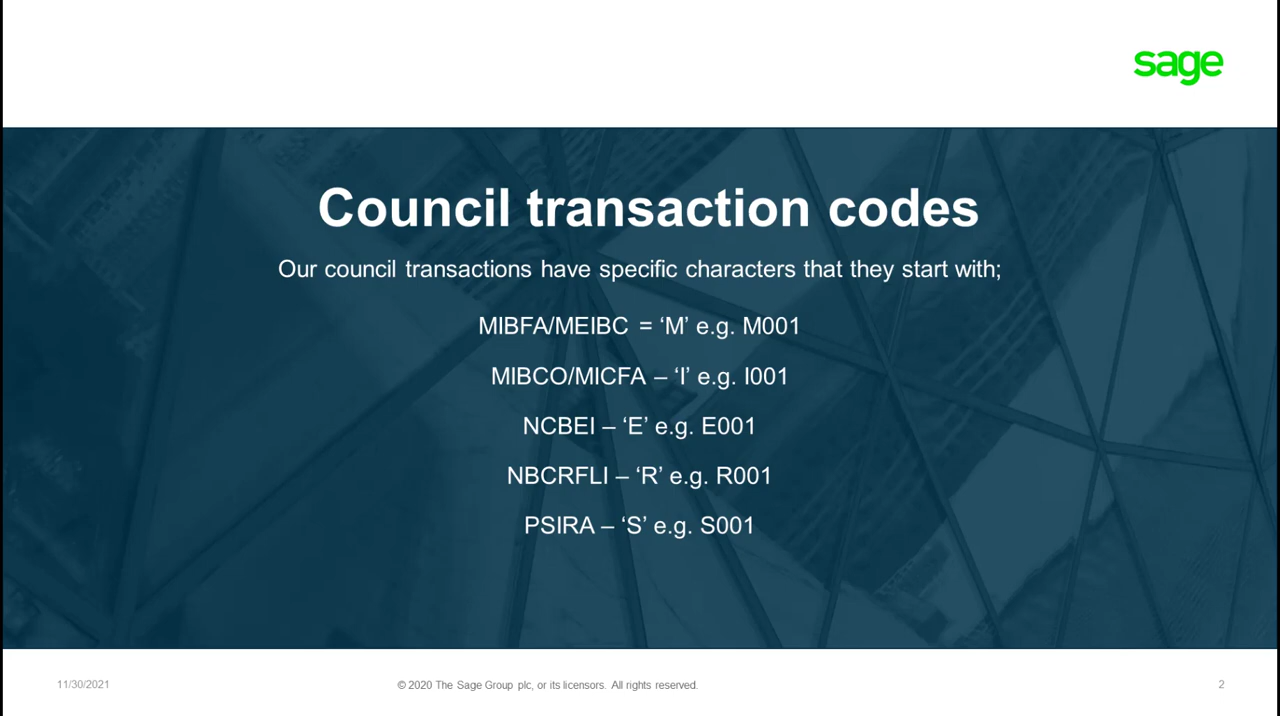 sage
Council transaction codes
Our council transactions have specific characters that they start with;
MIBFA/MEIBC = ‘M’ e.g. M001
MIBCO/MICFA – ‘I’ e.g. I001
NCBEI – ‘E’ e.g. E001
NBCRFLI – ‘R’ e.g. R001
PSIRA – ‘S’ e.g. S001
11/30/2021
© 2020 The Sage Group plc, or its licensors. All rights reserved.
2